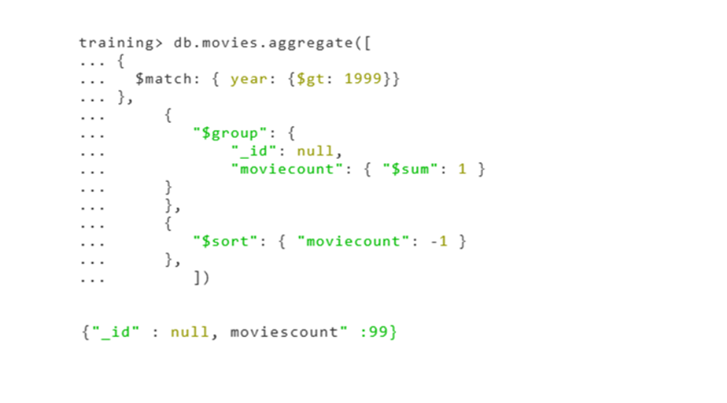 training> db.movies.aggregate([
... {
...    $match: { year: {$gt: 1999}}
... },
...       {
...          "$group": {
...              "_id": null,
...              "moviecount": { "$sum": 1 }
...       }
...       },
...       {
...          "$sort": { "moviecount": -1 }
...       },
...          ])
{"_id" : null, moviescount" :99}